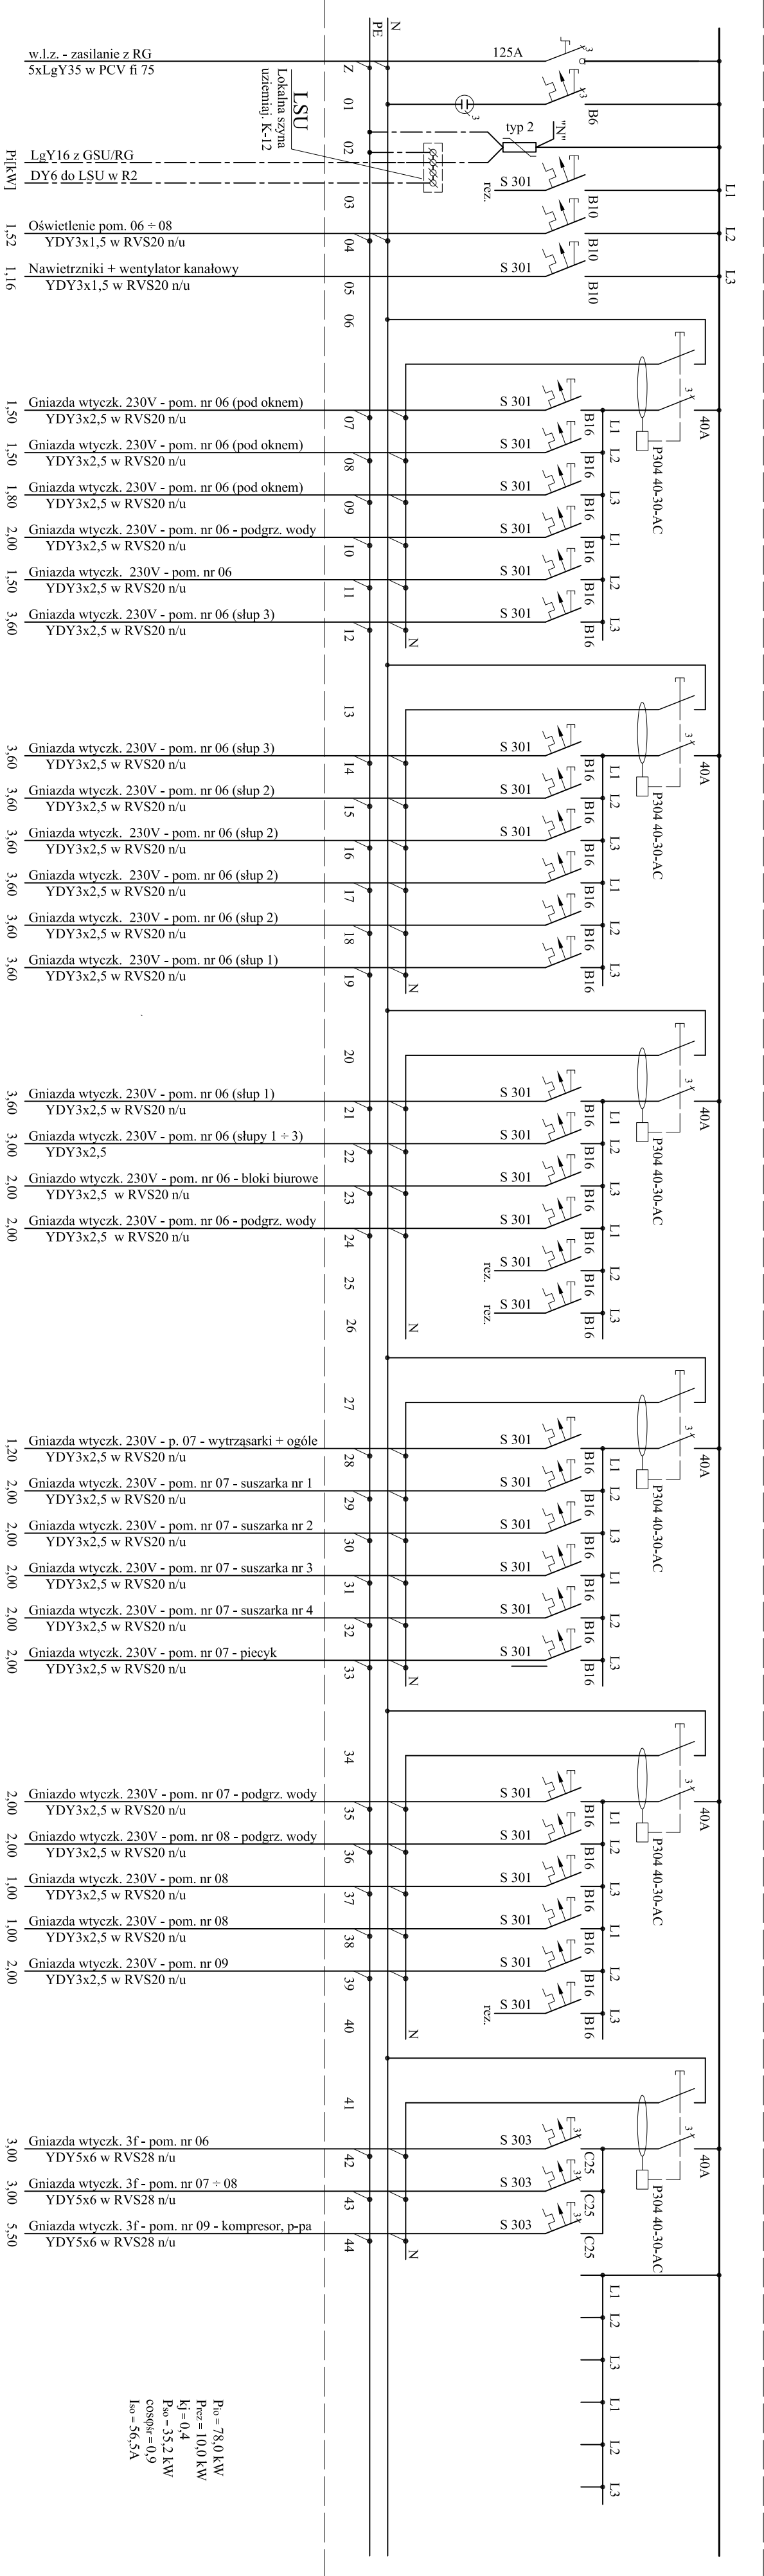 w.l.z. - zasilanie z RG
5xLgY35 w PCV fi 75
PE
N
Z
125A
3
01
3
3
B6
LSU
Lokalna szyna
uziemiaj. K-12
02
typ 2
"N"
LgY16 z GSU/RG
DY6 do LSU w R2
Pi[kW]
03
rez.
S 301
B10
L1
1,52
Oświetlenie pom. 06 ÷ 08
YDY3x1,5 w RVS20 n/u
04
B10
L2
1,16
Nawietrzniki + wentylator kanałowy
YDY3x1,5 w RVS20 n/u
05
S 301
B10
L3
06
3
40A
P304 40-30-AC
1,50
Gniazda wtyczk. 230V - pom. nr 06 (pod oknem)
YDY3x2,5 w RVS20 n/u
07
S 301
B16
L1
1,50
Gniazda wtyczk. 230V - pom. nr 06 (pod oknem)
YDY3x2,5 w RVS20 n/u
08
S 301
B16
L2
1,80
Gniazda wtyczk. 230V - pom. nr 06 (pod oknem)
YDY3x2,5 w RVS20 n/u
09
S 301
B16
L3
2,00
Gniazda wtyczk. 230V - pom. nr 06 - podgrz. wody
YDY3x2,5 w RVS20 n/u
10
S 301
B16
L1
1,50
Gniazda wtyczk. 230V - pom. nr 06
YDY3x2,5 w RVS20 n/u
11
S 301
B16
L2
3,60
Gniazda wtyczk. 230V - pom. nr 06 (słup 3)
YDY3x2,5 w RVS20 n/u
12
N
S 301
B16
L3
13
3
40A
P304 40-30-AC
3,60
Gniazda wtyczk. 230V - pom. nr 06 (słup 3)
YDY3x2,5 w RVS20 n/u
14
S 301
B16
L1
3,60
Gniazda wtyczk. 230V - pom. nr 06 (słup 2)
YDY3x2,5 w RVS20 n/u
15
S 301
B16
L2
3,60
Gniazda wtyczk. 230V - pom. nr 06 (słup 2)
YDY3x2,5 w RVS20 n/u
16
S 301
B16
L3
3,60
Gniazda wtyczk. 230V - pom. nr 06 (słup 2)
YDY3x2,5 w RVS20 n/u
17
B16
L1
3,60
Gniazda wtyczk. 230V - pom. nr 06 (słup 2)
YDY3x2,5 w RVS20 n/u
18
B16
L2
3,60
Gniazda wtyczk. 230V - pom. nr 06 (słup 1)
YDY3x2,5 w RVS20 n/u
19
N
B16
L3
20
3
40A
P304 40-30-AC
3,60
Gniazda wtyczk. 230V - pom. nr 06 (słup 1)
YDY3x2,5 w RVS20 n/u
21
S 301
B16
L1
3,00
Gniazda wtyczk. 230V - pom. nr 06 (słupy 1 ÷ 3)
YDY3x2,5
22
S 301
B16
L2
2,00
Gniazdo wtyczk. 230V - pom. nr 06 - bloki biurowe
YDY3x2,5 w RVS20 n/u
23
S 301
B16
L3
2,00
Gniazda wtyczk. 230V - pom. nr 06 - podgrz. wody
YDY3x2,5 w RVS20 n/u
24
S 301
B16
L1
25
rez.
S 301
B16
L2
26
N
rez.
S 301
B16
L3
27
3
40A
P304 40-30-AC
1,20
Gniazda wtyczk. 230V - p. 07 - wytrząsarki + ogóle
YDY3x2,5 w RVS20 n/u
28
S 301
B16
L1
2,00
Gniazda wtyczk. 230V - pom. nr 07 - suszarka nr 1
YDY3x2,5 w RVS20 n/u
29
S 301
B16
L2
2,00
Gniazda wtyczk. 230V - pom. nr 07 - suszarka nr 2
YDY3x2,5 w RVS20 n/u
30
S 301
B16
L3
2,00
Gniazda wtyczk. 230V - pom. nr 07 - suszarka nr 3
YDY3x2,5 w RVS20 n/u
31
S 301
B16
L1
2,00
Gniazda wtyczk. 230V - pom. nr 07 - suszarka nr 4
YDY3x2,5 w RVS20 n/u
32
S 301
B16
L2
2,00
Gniazda wtyczk. 230V - pom. nr 07 - piecyk
YDY3x2,5 w RVS20 n/u
33
N
S 301
B16
L3
34
3
40A
P304 40-30-AC
2,00
Gniazdo wtyczk. 230V - pom. nr 07 - podgrz. wody
YDY3x2,5 w RVS20 n/u
35
S 301
B16
L1
2,00
Gniazdo wtyczk. 230V - pom. nr 08 - podgrz. wody
YDY3x2,5 w RVS20 n/u
36
S 301
B16
L2
1,00
Gniazda wtyczk. 230V - pom. nr 08
YDY3x2,5 w RVS20 n/u
37
S 301
B16
L3
1,00
Gniazda wtyczk. 230V - pom. nr 08
YDY3x2,5 w RVS20 n/u
38
S 301
B16
L1
2,00
Gniazda wtyczk. 230V - pom. nr 09
YDY3x2,5 w RVS20 n/u
39
S 301
B16
L2
40
N
rez.
S 301
B16
L3
41
3
40A
P304 40-30-AC
3,00
Gniazda wtyczk. 3f - pom. nr 06
YDY5x6 w RVS28 n/u
42
S 303
3
C25
3,00
Gniazda wtyczk. 3f - pom. nr 07 ÷ 08
YDY5x6 w RVS28 n/u
43
S 303
3
C25
5,50
Gniazda wtyczk. 3f - pom. nr 09 - kompresor, p-pa
YDY5x6 w RVS28 n/u
44
N
S 303
3
C25
L1
L2
L3
L1
L2
L3
Pio = 78,0 kW
Prez = 10,0 kW
kj = 0,4
Pso = 35,2 kW
cosφśr = 0,9
Iso = 56,5A